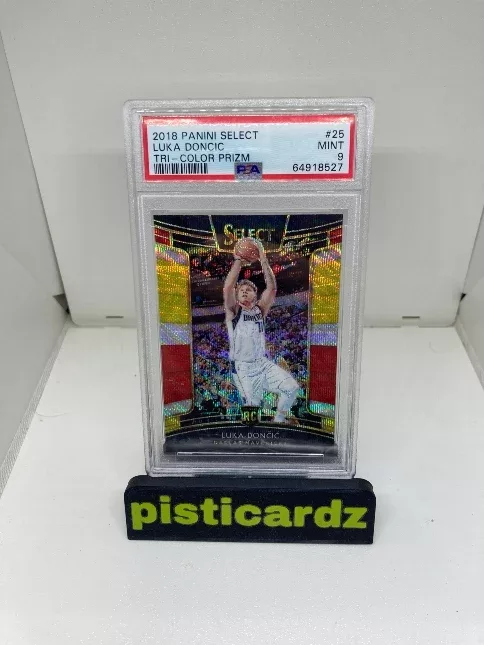 2018 PANINI SELECT #25
LUKA DONCIC MINT
TRI-COLOR PRIZM 9
PSA 64918527
SELECT
RC
LUKA DONCIC
DALLAS MAVERICKS
pisticardz